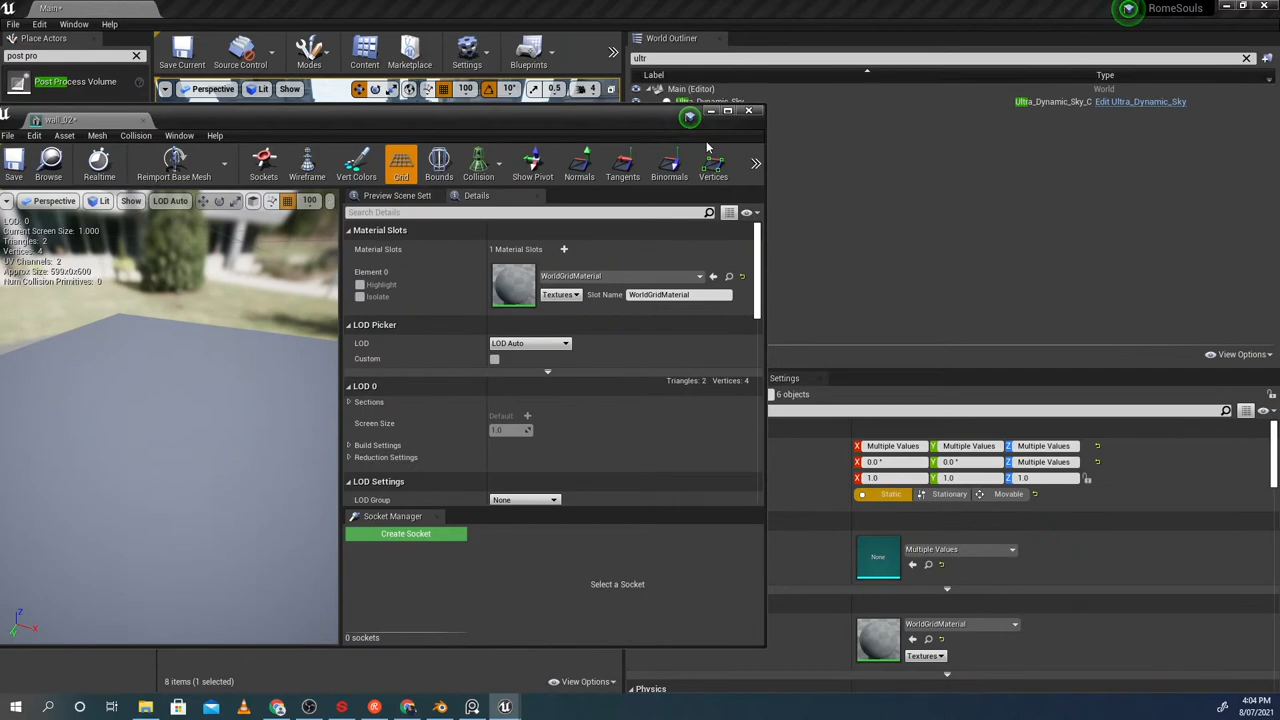 Main*
RomeSouls
File Edit Window Help
Place Actors
World Outliner
post pro
Save Current Source Control Modes Content Marketplace Settings Blueprints
ultr
Label Type
Post Process Volume
Perspective Lit Show 100 10° 0.5 4
Main (Editor) World
Ultra_Dynamic_Sky Ultra_Dynamic_Sky_C Edit Ultra_Dynamic_Sky
wall_02*
File Edit Asset Mesh Collision Window Help
Save Browse Realtime Reimport Base Mesh Sockets Wireframe Vert Colors Grid Bounds Collision Show Pivot Normals Tangents Binormals Vertices
Preview Scene Sett Details
Perspective Lit Show LOD Auto 100
Search Details
LOD: 0
Current Screen Size: 1.000
Triangles: 2
Vertices: 4
UV Channels: 2
Approx Size: 599x0x600
Num Collision Primitives: 0
Material Slots
Material Slots 1 Material Slots
Element 0 WorldGridMaterial
Highlight
Isolate Textures Slot Name WorldGridMaterial
LOD Picker
LOD LOD Auto
Custom
Triangles: 2 Vertices: 4
LOD 0
Sections
Screen Size Default
1.0
Build Settings
Reduction Settings
LOD Settings
LOD Group None
Socket Manager
Create Socket
Select a Socket
0 sockets
View Options
Settings
6 objects
X Multiple Values Y Multiple Values Z Multiple Values
X 0.0 ° Y 0.0 ° Z Multiple Values
X 1.0 Y 1.0 Z 1.0
Static Stationary Movable
None Multiple Values
WorldGridMaterial
Textures
Physics
8 items (1 selected) View Options
4:04 PM
8/07/2021
Z
Y X